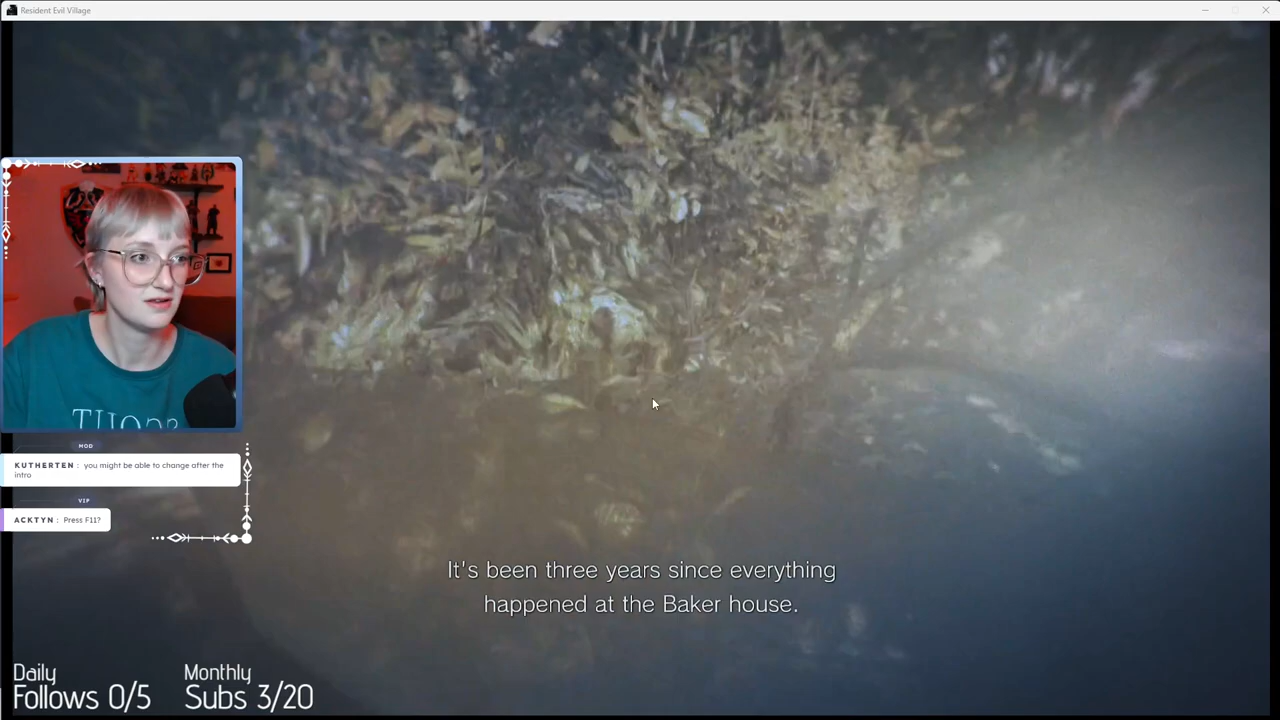 Resident Evil Village
MOD
KUTHERTEN : you might be able to change after the
intro
VIP
ACKTYN : Press F11?
It's been three years since everything
happened at the Baker house.
Daily
Follows 0/5
Monthly
Subs 3/20